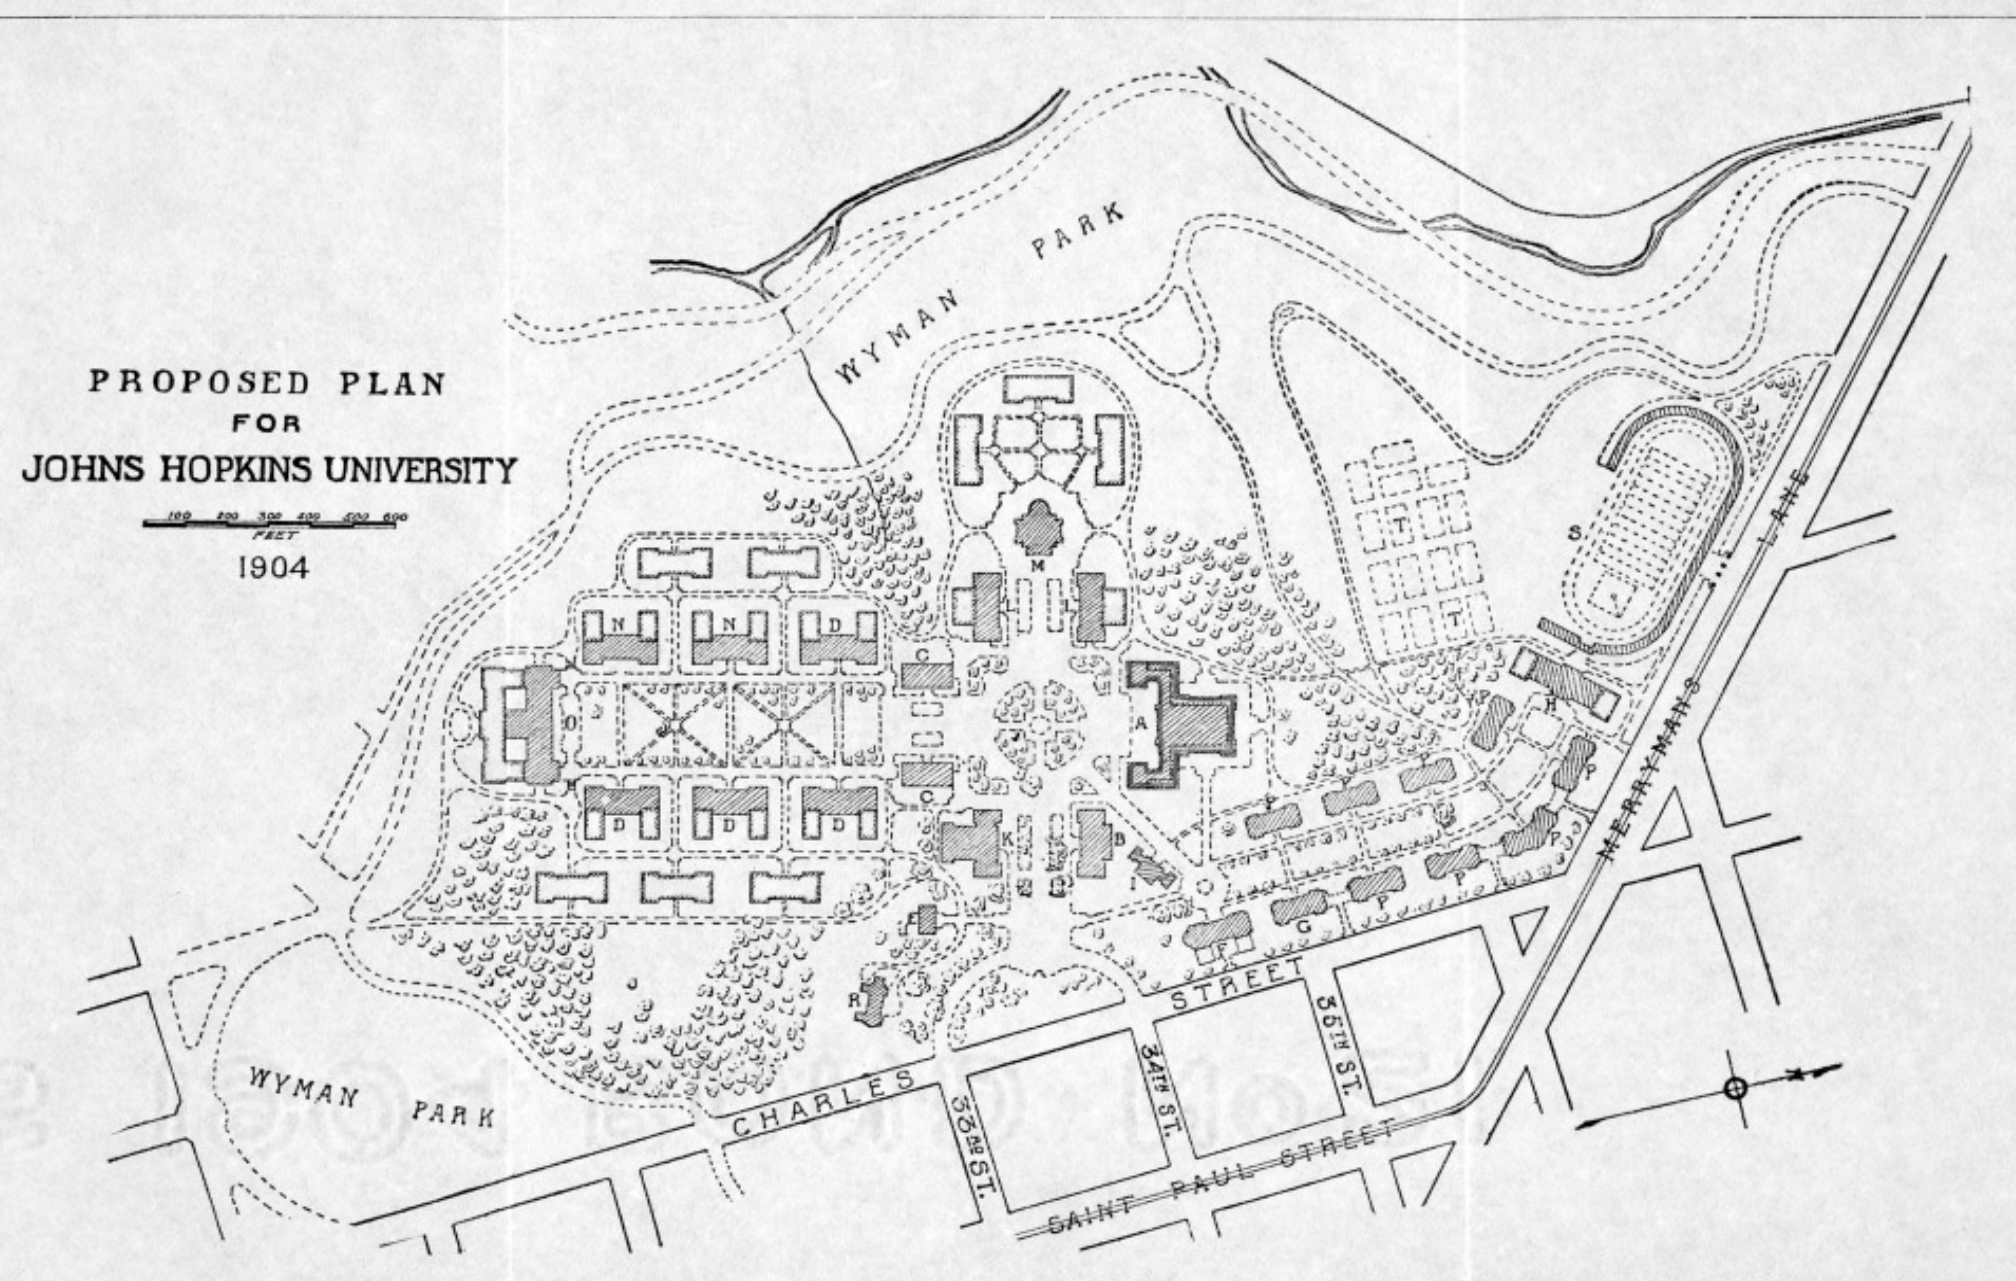 PROPOSED PLAN
FOR
JOHNS HOPKINS UNIVERSITY
100 200 300 400 500 600
FEET
1904
WYMAN PARK
N N D
C
M
O
A
C
D D D
K
B
I
T
T
S
H
P
P
P
P
P
P
P
P
G
F
R
MERRYMANS LANE
WYMAN PARK
CHARLES STREET
33RD ST.
34TH ST.
35TH ST.
SAINT PAUL STREET
N